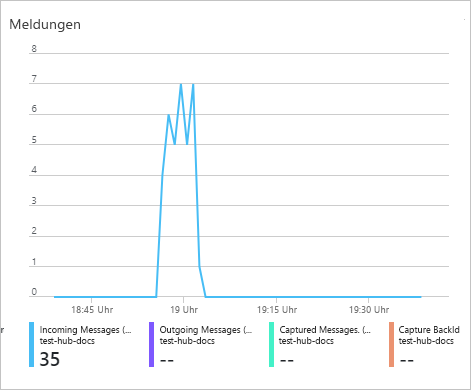 Meldungen
8
7
6
5
4
3
2
1
0
18:45 Uhr 19 Uhr 19:15 Uhr 19:30 Uhr
r Incoming Messages (... Outgoing Messages (... Captured Messages. (... Capture Backld
test-hub-docs test-hub-docs test-hub-docs test-hub-docs
35 -- -- --